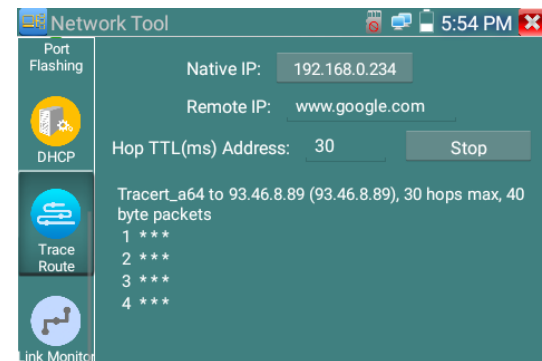 Network Tool
5:54 PM
Port
Flashing
DHCP
Trace
Route
Link Monitor
Native IP: 192.168.0.234
Remote IP: www.google.com
Hop TTL(ms) Address: 30 Stop
Tracert_a64 to 93.46.8.89 (93.46.8.89), 30 hops max, 40
byte packets
1 ***
2 ***
3 ***
4 ***